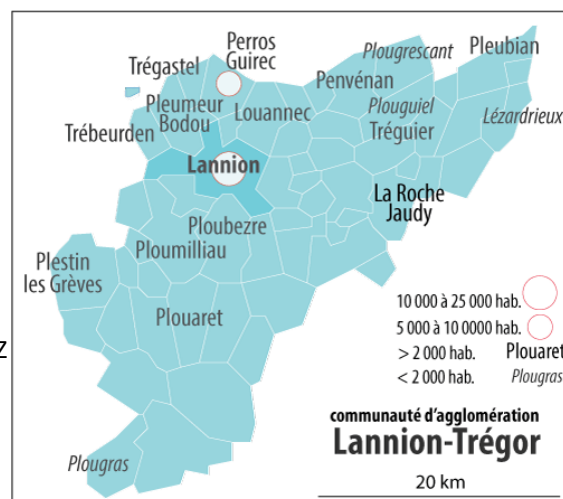 Perros
Guirec
Plougrescant
Pleubian
Trégastel
Penvénan
Pleumeur
Bodou
Louannec
Plouguiel
Lézardrieux
Trébeurden
Tréguier
Lannion
La Roche
Jaudy
Ploubezre
Ploumilliau
Plestin
les Grèves
Plouaret
10 000 à 25 000 hab.
5 000 à 10 0000 hab.
z
> 2 000 hab. Plouaret
< 2 000 hab. Plougras
communauté d'agglomération
Lannion-Trégor
Plougras
20 km